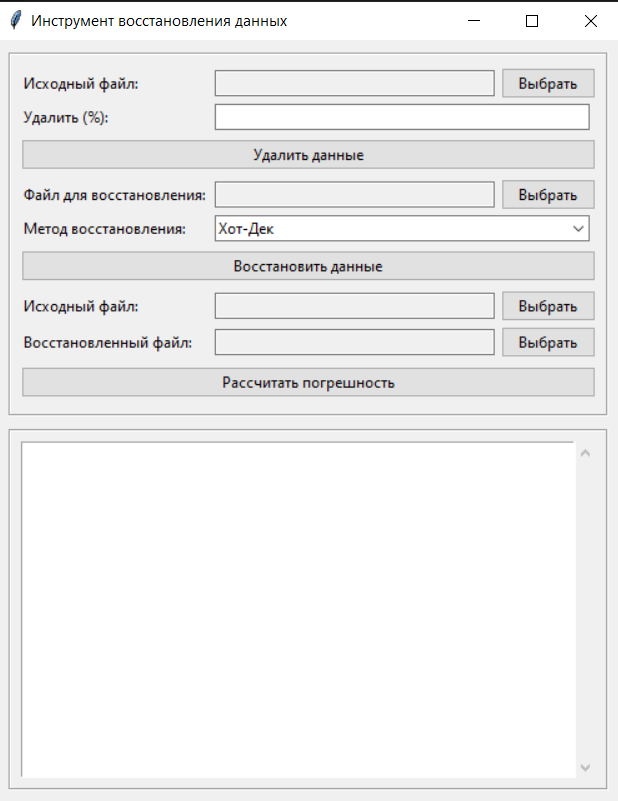 Инструмент восстановления данных
Исходный файл: Выбрать
Удалить (%):
Удалить данные
Файл для восстановления: Выбрать
Метод восстановления: Хот-Дек
Восстановить данные
Исходный файл: Выбрать
Восстановленный файл: Выбрать
Рассчитать погрешность